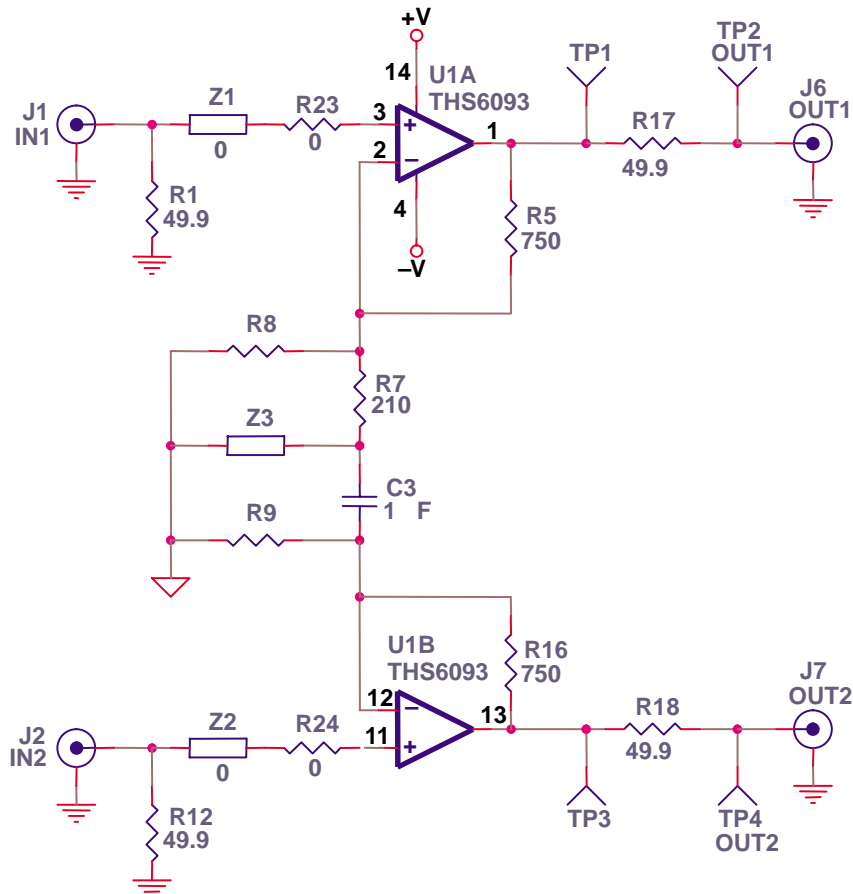 +V
TP1
TP2
OUT1
14
U1A
THS6093
J1
IN1
Z1
0
R23
0
3
+
2
−
1
R17
49.9
J6
OUT1
R1
49.9
4
–V
R5
750
R8
R7
210
Z3
C3
1 F
R9
U1B
THS6093
R16
750
12
−
11
+
13
J2
IN2
Z2
0
R24
0
R18
49.9
J7
OUT2
R12
49.9
TP3
TP4
OUT2